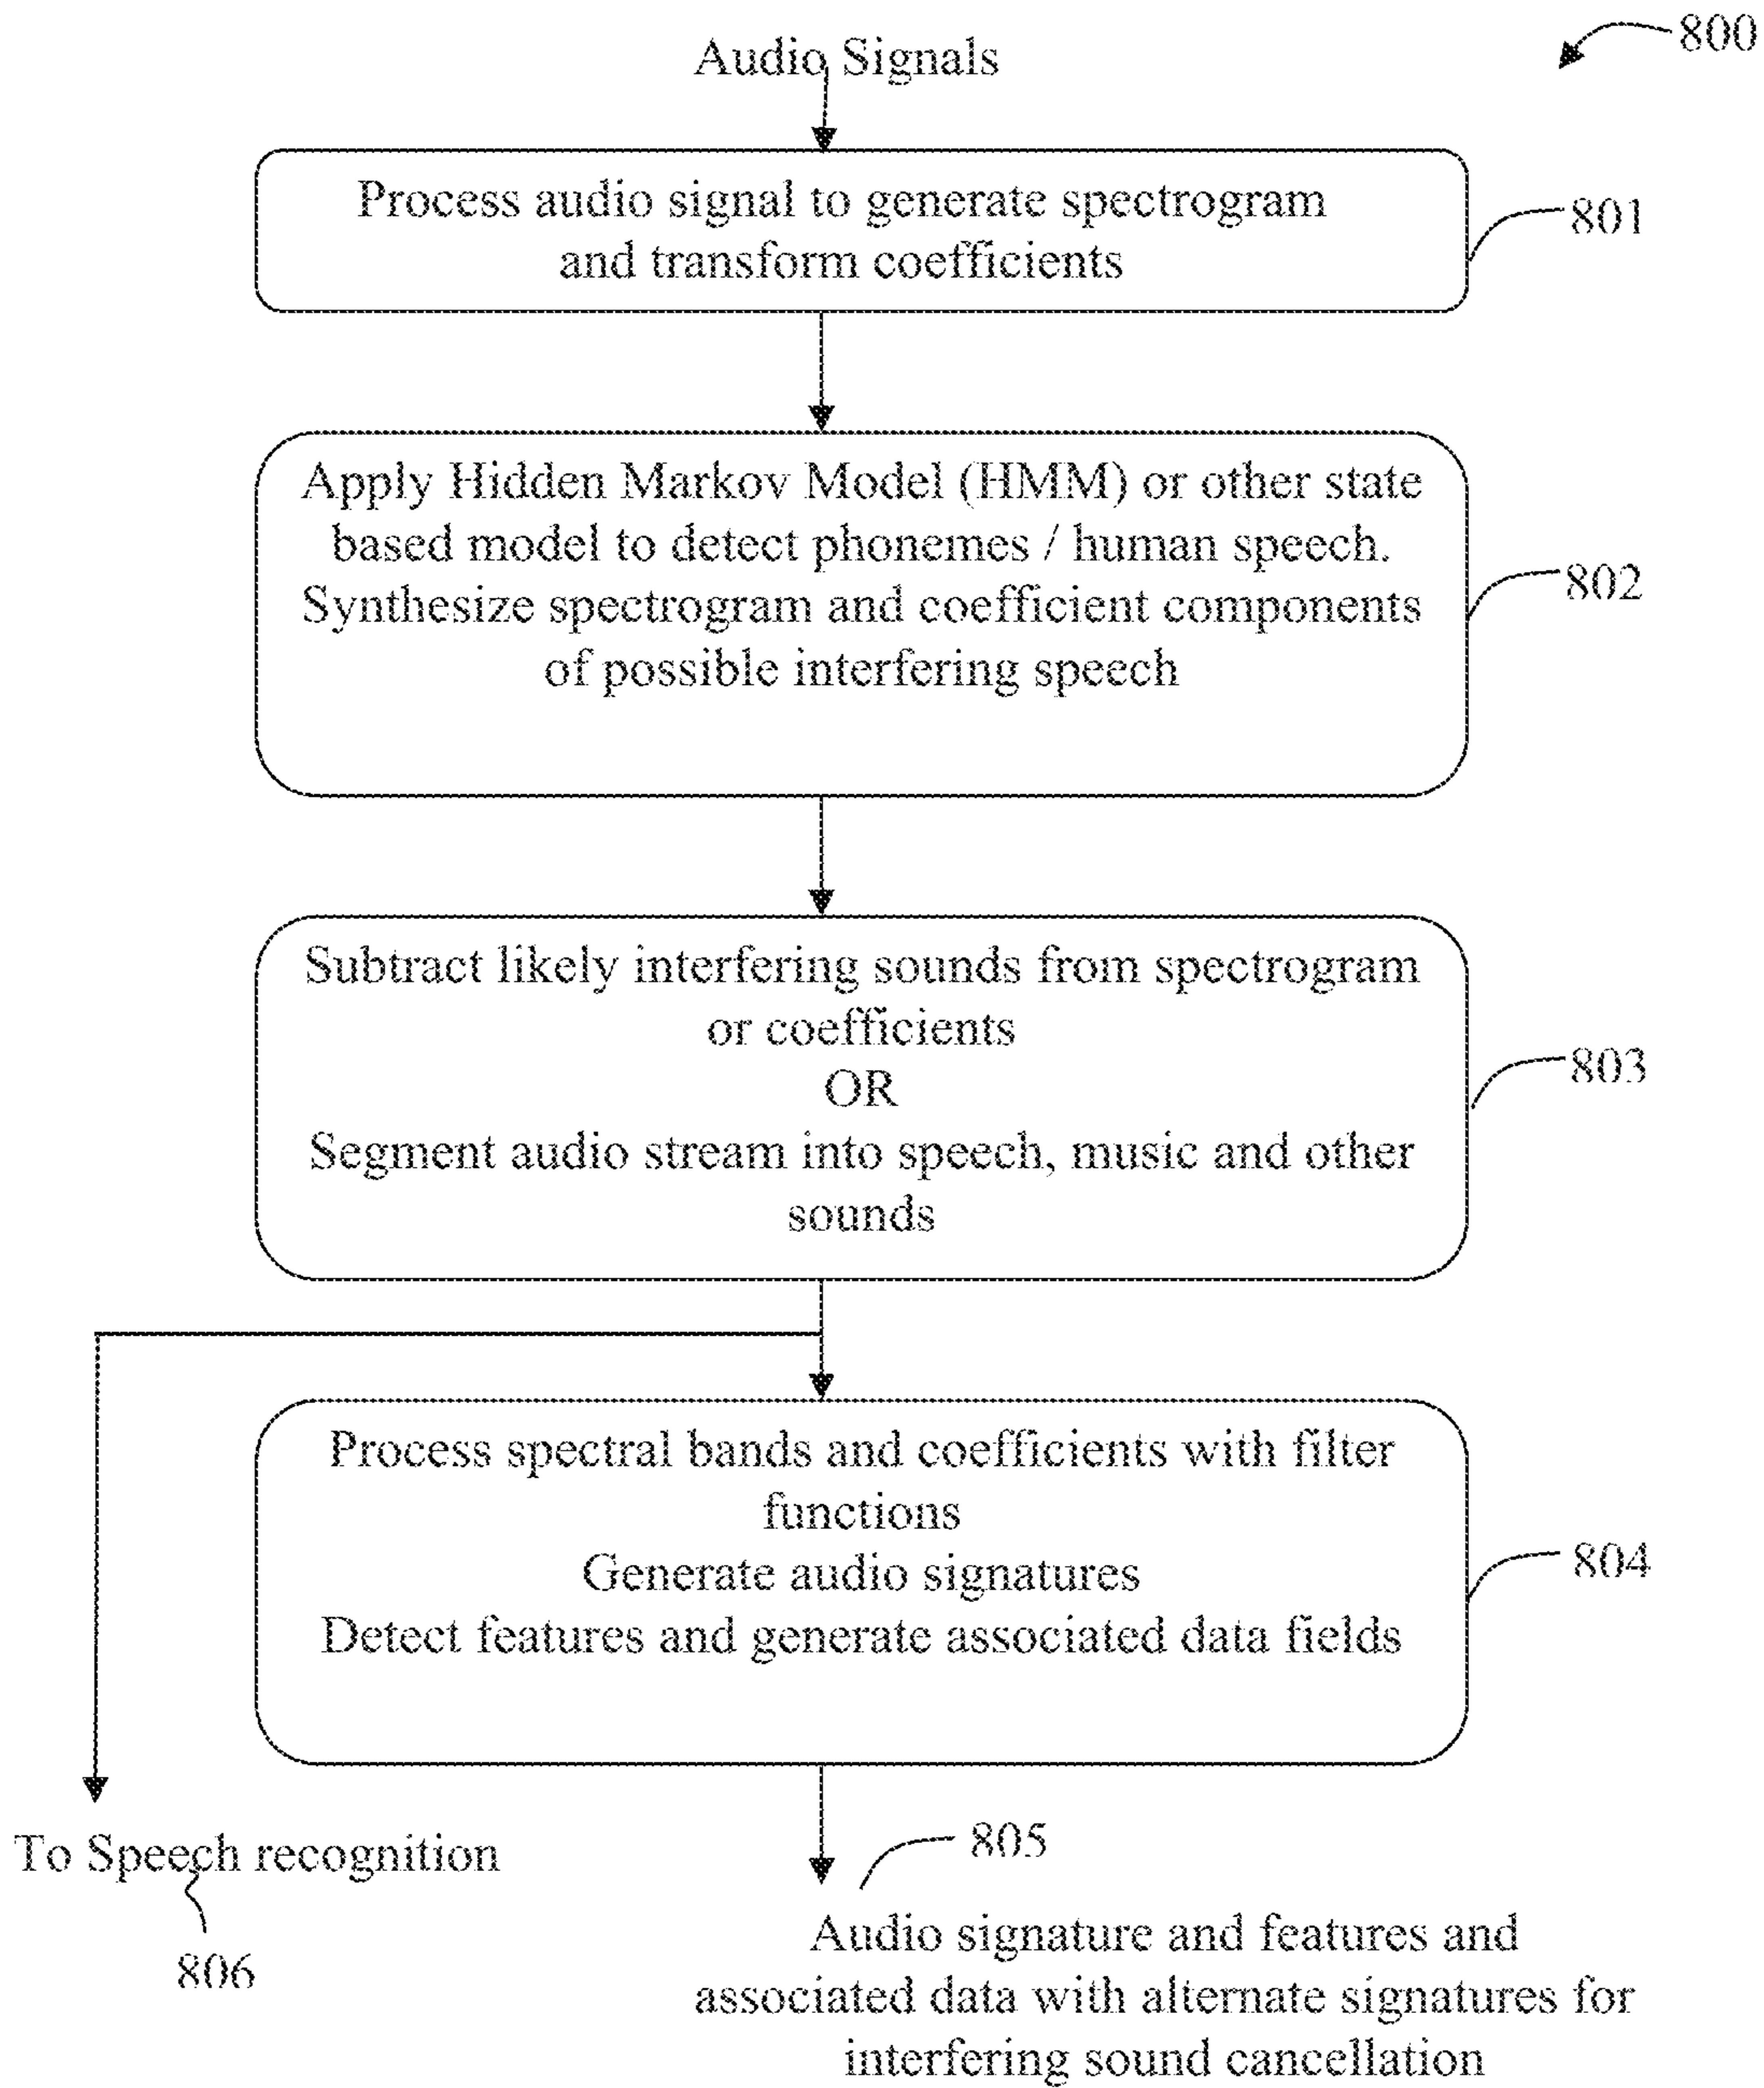 800
Audio Signals
Process audio signal to generate spectrogram
and transform coefficients
801
Apply Hidden Markov Model (HMM) or other state
based model to detect phonemes / human speech.
Synthesize spectrogram and coefficient components
of possible interfering speech
802
Subtract likely interfering sounds from spectrogram
or coefficients
OR
Segment audio stream into speech, music and other
sounds
803
Process spectral bands and coefficients with filter
functions
Generate audio signatures
Detect features and generate associated data fields
804
To Speech recognition
806
805
Audio signature and features and
associated data with alternate signatures for
interfering sound cancellation